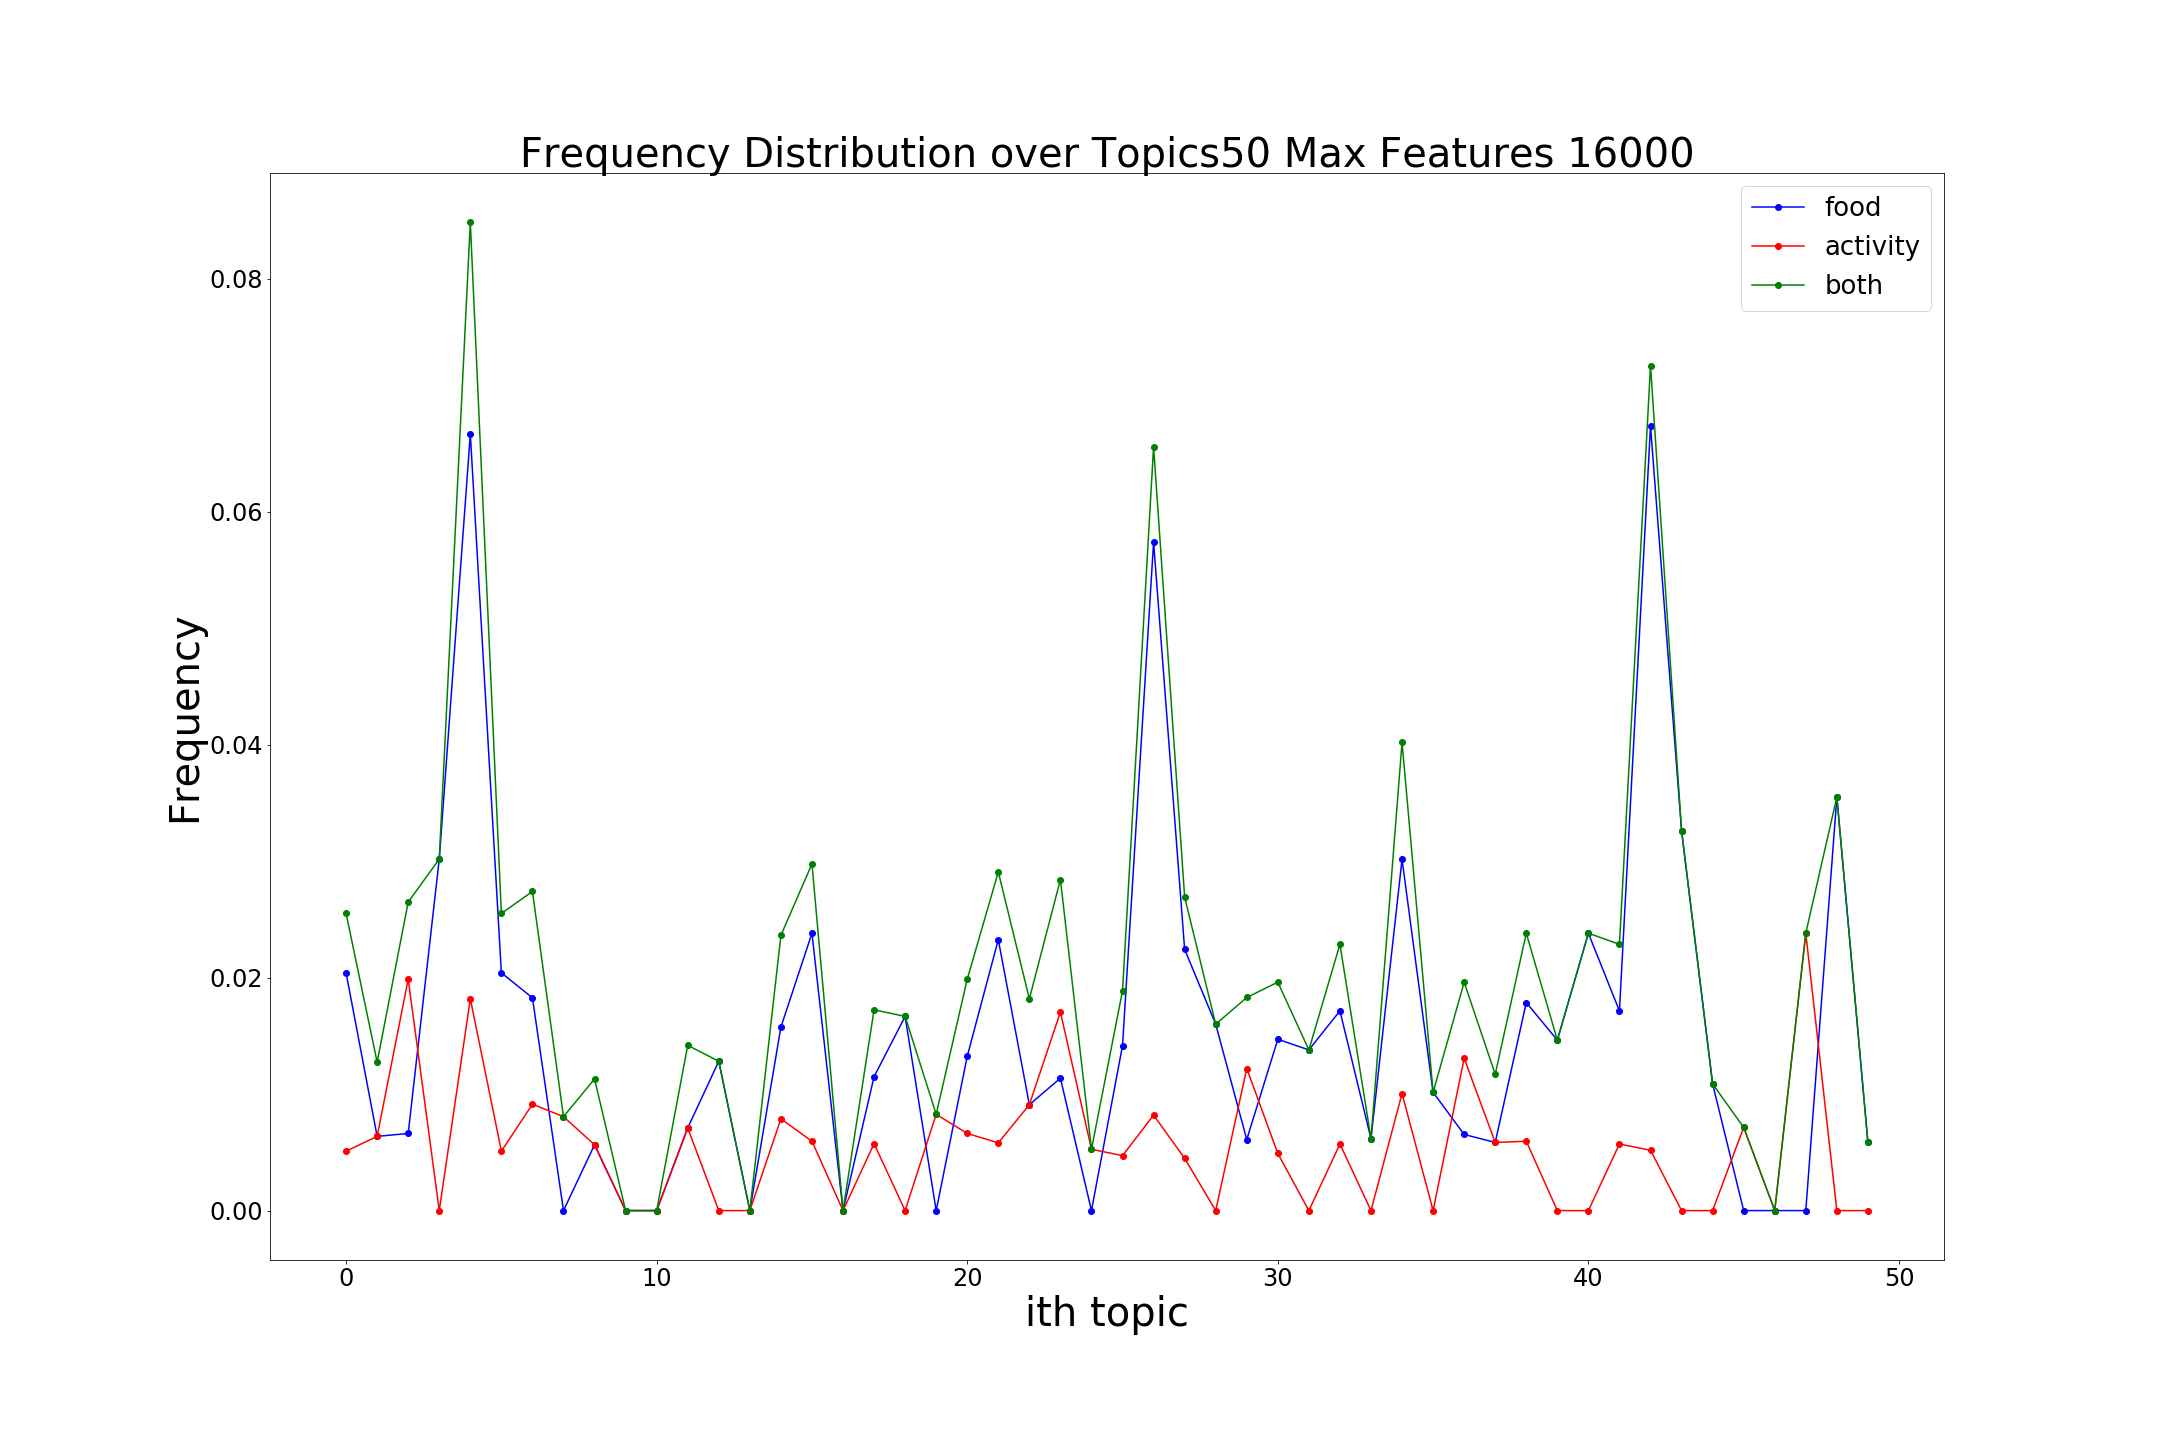 Frequency Distribution over Topics50 Max Features 16000
food
activity
both
0.08
0.06
0.04
0.02
0.00
Frequency
0 10 20 30 40 50
ith topic